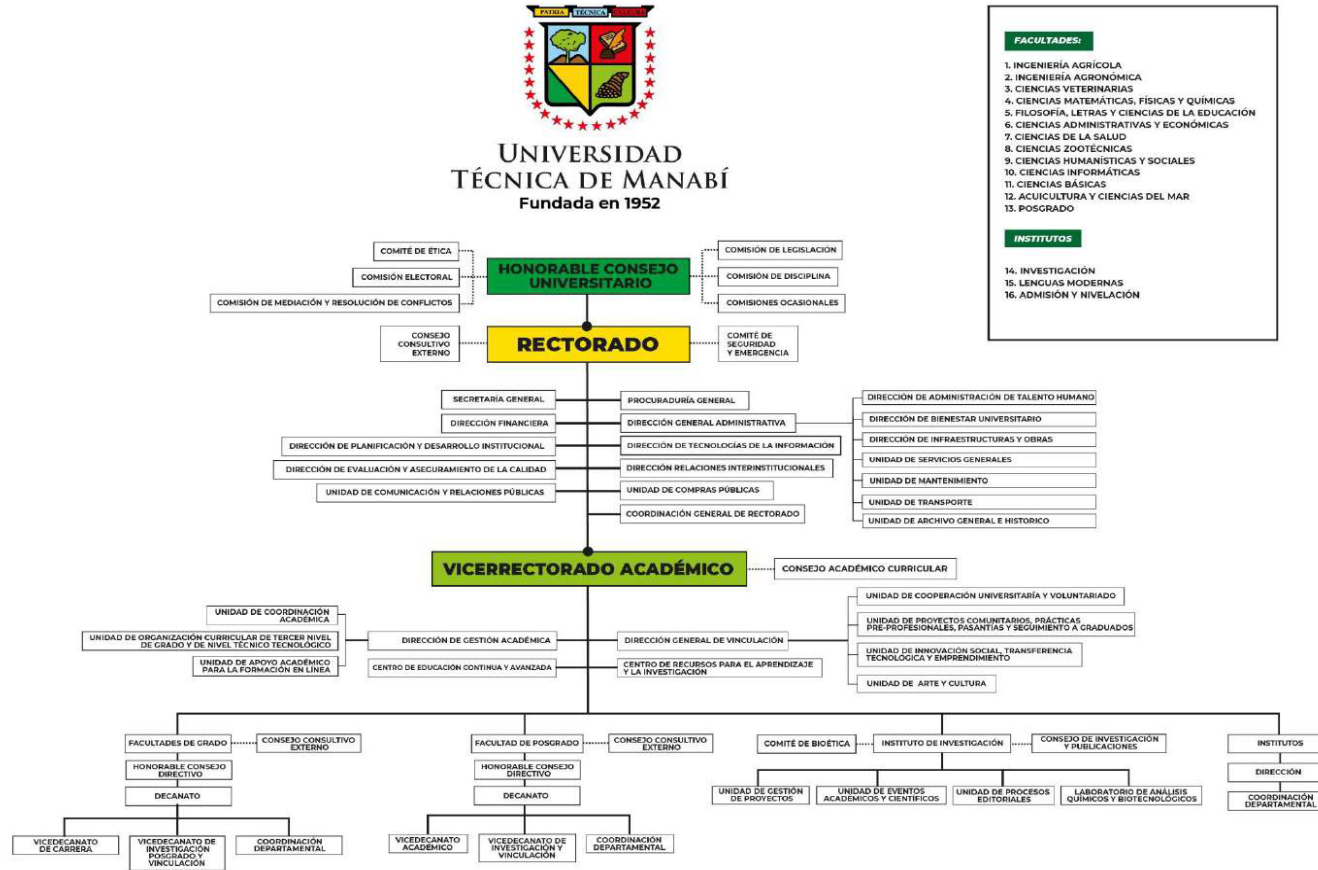 PATRIA TÉCNICA CULTURA
UNIVERSIDAD
TÉCNICA DE MANABÍ
Fundada en 1952
FACULTADES:
1. INGENIERÍA AGRÍCOLA
2. INGENIERÍA AGRONÓMICA
3. CIENCIAS VETERINARIAS
4. CIENCIAS MATEMÁTICAS, FÍSICAS Y QUÍMICAS
5. FILOSOFÍA, LETRAS Y CIENCIAS DE LA EDUCACIÓN
6. CIENCIAS ADMINISTRATIVAS Y ECONÓMICAS
7. CIENCIAS DE LA SALUD
8. CIENCIAS ZOOTÉCNICAS
9. CIENCIAS HUMANÍSTICAS Y SOCIALES
10. CIENCIAS INFORMÁTICAS
11. CIENCIAS BÁSICAS
12. ACUICULTURA Y CIENCIAS DEL MAR
13. POSGRADO
INSTITUTOS
14. INVESTIGACIÓN
15. LENGUAS MODERNAS
16. ADMISIÓN Y NIVELACIÓN
COMITÉ DE ÉTICA
COMISIÓN ELECTORAL
COMISIÓN DE MEDIACIÓN Y RESOLUCIÓN DE CONFLICTOS
HONORABLE CONSEJO
UNIVERSITARIO
COMISIÓN DE LEGISLACIÓN
COMISIÓN DE DISCIPLINA
COMISIONES OCASIONALES
CONSEJO
CONSULTIVO
EXTERNO
RECTORADO
COMITÉ DE
SEGURIDAD
Y EMERGENCIA
SECRETARÍA GENERAL
DIRECCIÓN FINANCIERA
DIRECCIÓN DE PLANIFICACIÓN Y DESARROLLO INSTITUCIONAL
DIRECCIÓN DE EVALUACIÓN Y ASEGURAMIENTO DE LA CALIDAD
UNIDAD DE COMUNICACIÓN Y RELACIONES PÚBLICAS
PROCURADURÍA GENERAL
DIRECCIÓN GENERAL ADMINISTRATIVA
DIRECCIÓN DE TECNOLOGÍAS DE LA INFORMACIÓN
DIRECCIÓN RELACIONES INTERINSTITUCIONALES
UNIDAD DE COMPRAS PÚBLICAS
COORDINACIÓN GENERAL DE RECTORADO
DIRECCIÓN DE ADMINISTRACIÓN DE TALENTO HUMANO
DIRECCIÓN DE BIENESTAR UNIVERSITARIO
DIRECCIÓN DE INFRAESTRUCTURAS Y OBRAS
UNIDAD DE SERVICIOS GENERALES
UNIDAD DE MANTENIMIENTO
UNIDAD DE TRANSPORTE
UNIDAD DE ARCHIVO GENERAL E HISTORICO
VICERRECTORADO ACADÉMICO
CONSEJO ACADÉMICO CURRICULAR
UNIDAD DE COORDINACIÓN
ACADÉMICA
UNIDAD DE ORGANIZACIÓN CURRICULAR DE TERCER NIVEL
DE GRADO Y DE NIVEL TÉCNICO TECNOLÓGICO
UNIDAD DE APOYO ACADÉMICO
PARA LA FORMACIÓN EN LÍNEA
DIRECCIÓN DE GESTIÓN ACADÉMICA
CENTRO DE EDUCACIÓN CONTINUA Y AVANZADA
DIRECCIÓN GENERAL DE VINCULACIÓN
CENTRO DE RECURSOS PARA EL APRENDIZAJE
Y LA INVESTIGACIÓN
UNIDAD DE COOPERACIÓN UNIVERSITARÍA Y VOLUNTARIADO
UNIDAD DE PROYECTOS COMUNITARIOS, PRÁCTICAS
PRE-PROFESIONALES, PASANTÍAS Y SEGUIMIENTO A GRADUADOS
UNIDAD DE INNOVACIÓN SOCIAL, TRANSFERENCIA
TECNOLÓGICA Y EMPRENDIMIENTO
UNIDAD DE ARTE Y CULTURA
FACULTADES DE GRADO
CONSEJO CONSULTIVO
EXTERNO
HONORABLE CONSEJO
DIRECTIVO
DECANATO
VICEDECANATO
DE CARRERA
VICEDECANATO DE
INVESTIGACIÓN
POSGRADO Y
VINCULACIÓN
COORDINACIÓN
DEPARTAMENTAL
FACULTAD DE POSGRADO
CONSEJO CONSULTIVO
EXTERNO
HONORABLE CONSEJO
DIRECTIVO
DECANATO
VICEDECANATO
ACADÉMICO
VICEDECANATO DE
INVESTIGACIÓN Y
VINCULACIÓN
COORDINACIÓN
DEPARTAMENTAL
COMITÉ DE BIOÉTICA
INSTITUTO DE INVESTIGACIÓN
CONSEJO DE INVESTIGACIÓN
Y PUBLICACIONES
UNIDAD DE GESTIÓN
DE PROYECTOS
UNIDAD DE EVENTOS
ACADÉMICOS Y CIENTIFICOS
UNIDAD DE PROCESOS
EDITORIALES
LABORATORIO DE ANÁLISIS
QUÍMICOS Y BIOTECNOLÓGICOS
INSTITUTOS
DIRECCIÓN
COORDINACIÓN
DEPARTAMENTAL